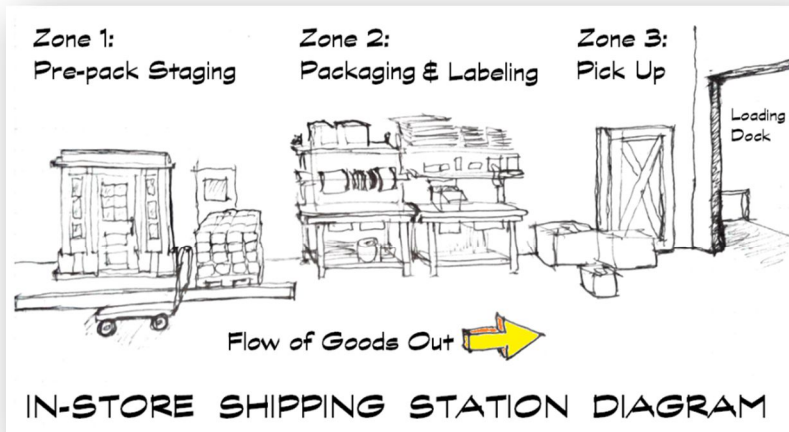 Zone 1:
Pre-pack Staging
Zone 2:
Packaging & Labeling
Zone 3:
Pick Up
Loading
Dock
Flow of Goods Out
IN-STORE SHIPPING STATION DIAGRAM